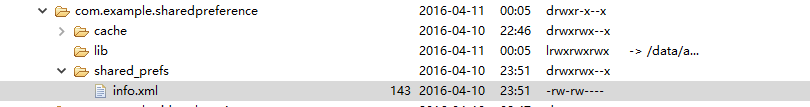 com.example.sharedpreference 2016-04-11 00:05 drwxr-x--x
cache 2016-04-10 22:46 drwxrwx--x
lib 2016-04-11 00:05 lrwxrwxrwx -> /data/a...
shared_prefs 2016-04-10 23:51 drwxrwx--x
info.xml 143 2016-04-10 23:51 -rw-rw----